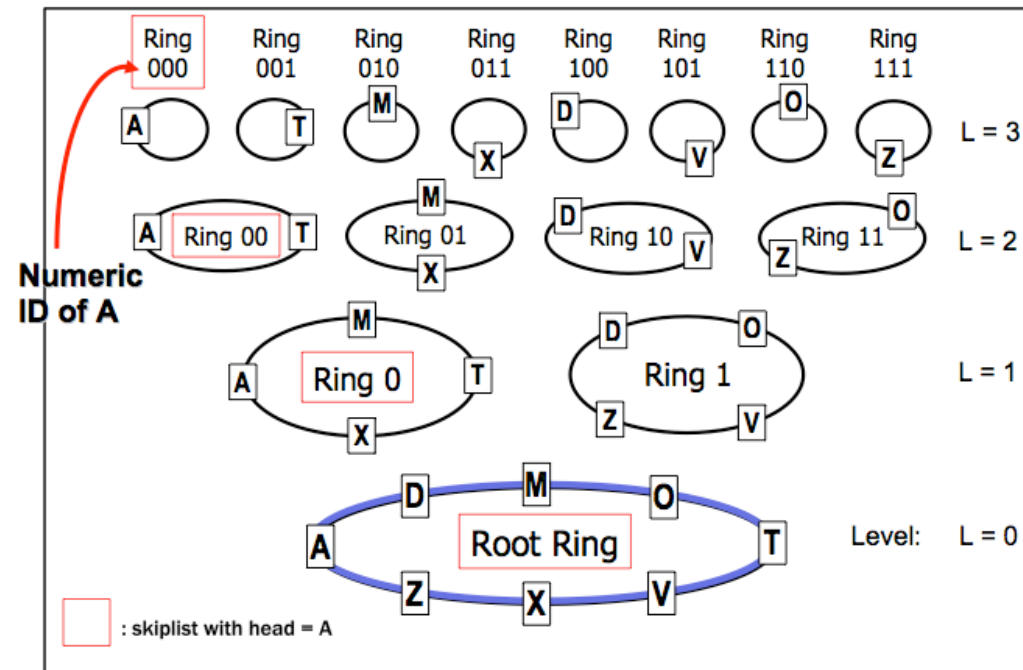 Ring Ring Ring Ring Ring Ring Ring Ring
000 001 010 011 100 101 110 111
A T M X D V O Z L = 3
A Ring 00 T M Ring 01 X D Ring 10 V O Ring 11 Z L = 2
Numeric
ID of A
M
A Ring 0 T
X
D O
Ring 1
Z V
L = 1
D M O
A Root Ring T
Z X V
Level: L = 0
: skiplist with head = A